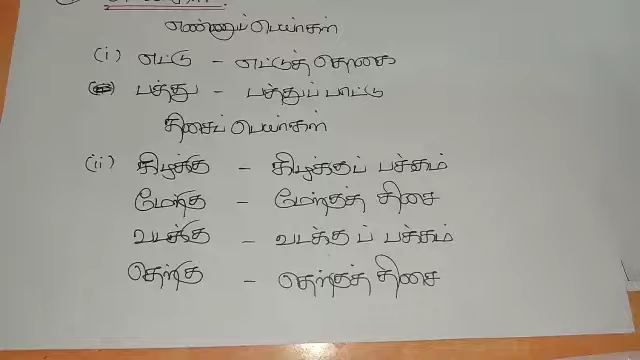 எண்ணுப்பெயர்கள்
(i) எட்டு - எட்டுத் தொகை
பத்து - பத்துப்பாட்டு
திசைப் பெயர்கள்
(ii) கிழக்கு - கிழக்குப் பக்கம்
மேற்கு - மேற்குத் திசை
வடக்கு - வடக்குப் பக்கம்
தெற்கு - தெற்குத் திசை